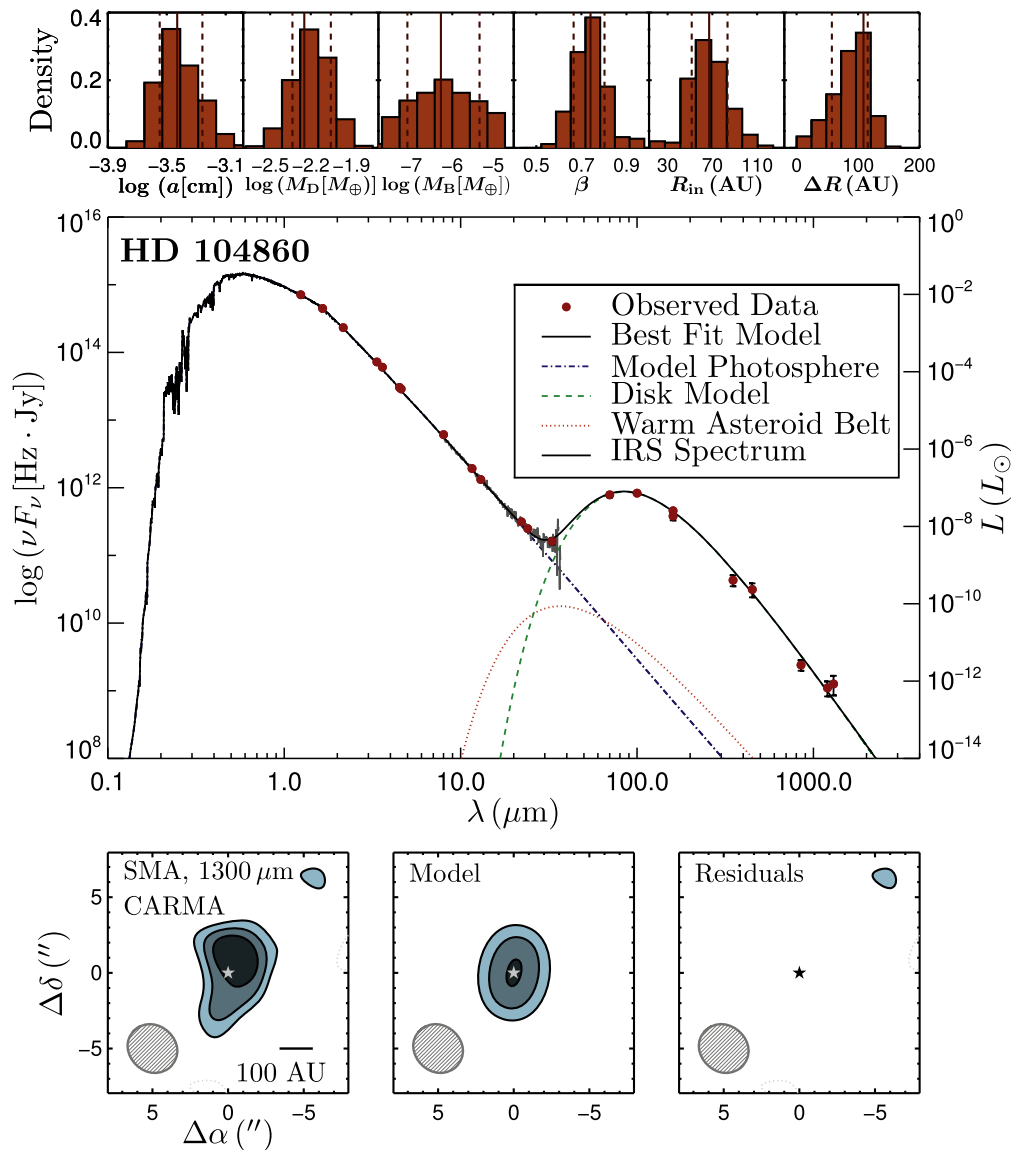 Density
0.4
0.2
0.0
−3.9 −3.5 −3.1
log (a[cm])
−2.5 −2.2 −1.9
log (M_D[M_⊕)]
−7 −6 −5
log (M_B[M_⊕])
0.5 0.7 0.9
β
30 70 110
R_in (AU)
0 100 200
ΔR (AU)
HD 104860
log (νF_ν [Hz · Jy])
10^16
10^14
10^12
10^10
10^8
Observed Data
Best Fit Model
Model Photosphere
Disk Model
Warm Asteroid Belt
IRS Spectrum
10^0
10^−2
10^−4
10^−6
10^−8
10^−10
10^−12
10^−14
L (L_⊙)
0.1 1.0 10.0 100.0 1000.0
λ (μm)
SMA, 1300 μm
CARMA
100 AU
Model
Residuals
Δδ (′′)
5
0
−5
5 0 −5
5 0 −5
5 0 −5
Δα (′′)